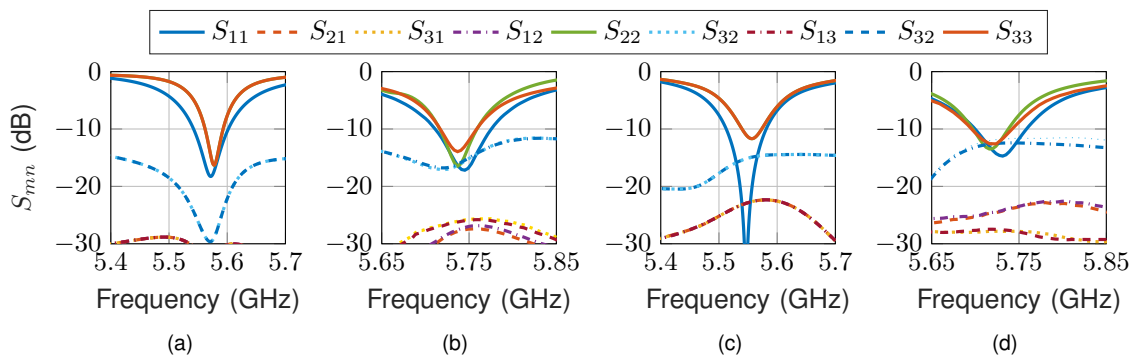 S11 S21 S31 S12 S22 S32 S13 S32 S33
Smn (dB)
0 −10 −20 −30
5.4 5.5 5.6 5.7
Frequency (GHz)
(a)
0 −10 −20 −30
5.65 5.75 5.85
Frequency (GHz)
(b)
0 −10 −20 −30
5.4 5.5 5.6 5.7
Frequency (GHz)
(c)
0 −10 −20 −30
5.65 5.75 5.85
Frequency (GHz)
(d)